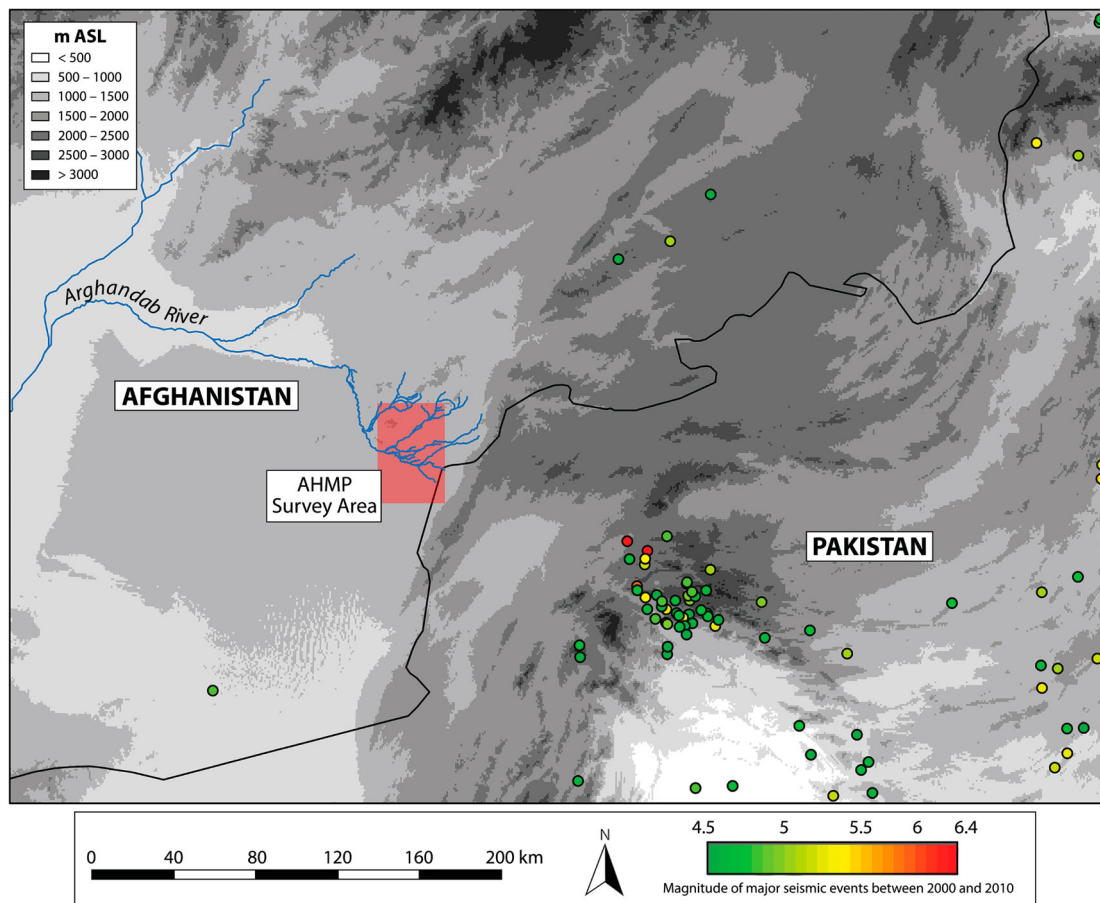 m ASL
< 500
500 – 1000
1000 – 1500
1500 – 2000
2000 – 2500
2500 – 3000
> 3000
Arghandab River
AFGHANISTAN
AHMP
Survey Area
PAKISTAN
0 40 80 120 160 200 km
N
4.5 5 5.5 6 6.4
Magnitude of major seismic events between 2000 and 2010